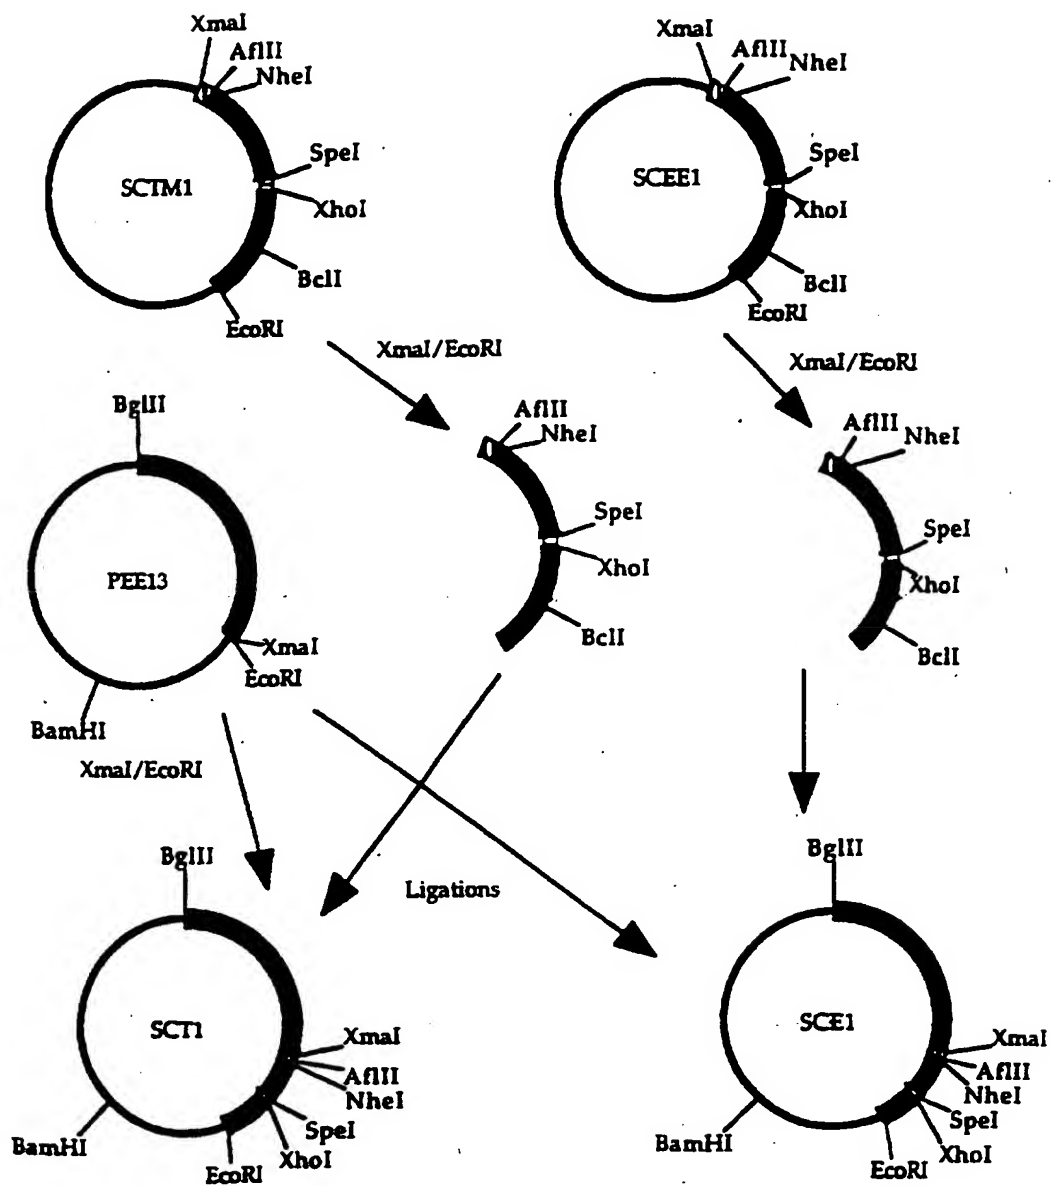 XmaI
AflII
NheI
SpeI
SCTM1
XhoI
BclI
EcoRI
XmaI
AflII
NheI
SpeI
SCEE1
XhoI
BclI
EcoRI
XmaI/EcoRI
XmaI/EcoRI
BglII
PEE13
XmaI
EcoRI
BamHI
XmaI/EcoRI
AflII
NheI
SpeI
XhoI
BclI
AflII
NheI
SpeI
XhoI
BclI
Ligations
BglII
SCT1
XmaI
AflII
NheI
SpeI
XhoI
EcoRI
BamHI
BglII
SCE1
XmaI
AflII
NheI
SpeI
XhoI
EcoRI
BamHI